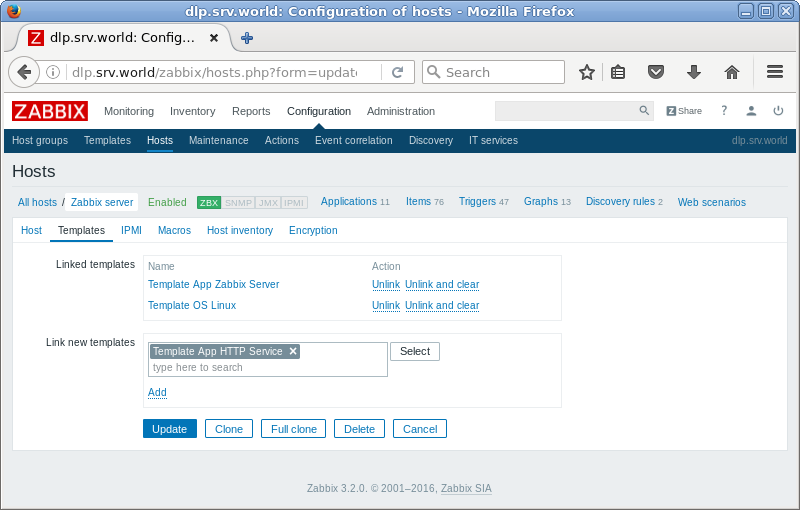 dlp.srv.world: Configuration of hosts - Mozilla Firefox
Z dlp.srv.world: Config...
dlp.srv.world/zabbix/hosts.php?form=update Search
ZABBIX Monitoring Inventory Reports Configuration Administration Z Share ?
Host groups Templates Hosts Maintenance Actions Event correlation Discovery IT services dlp.srv.world
Hosts
All hosts / Zabbix server Enabled ZBX SNMP JMX IPMI Applications 11 Items 76 Triggers 47 Graphs 13 Discovery rules 2 Web scenarios
Host Templates IPMI Macros Host inventory Encryption
Linked templates Name Action
Template App Zabbix Server Unlink Unlink and clear
Template OS Linux Unlink Unlink and clear
Link new templates
Template App HTTP Service × Select
type here to search
Add
Update Clone Full clone Delete Cancel
Zabbix 3.2.0. © 2001–2016, Zabbix SIA